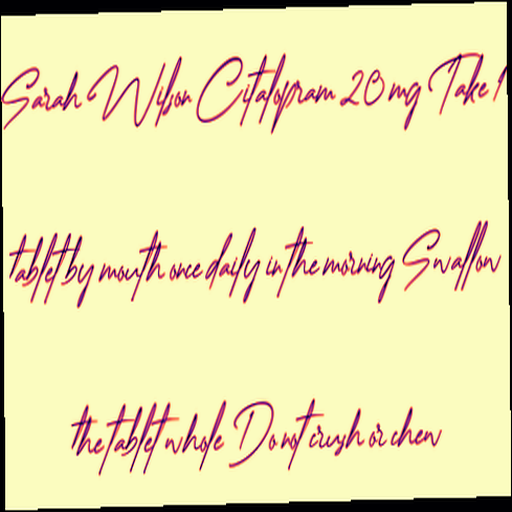 Sarah Wilson Citalopram 20 mg Take 1
tablet by mouth once daily in the morning Swallow
the tablet whole Do not crush or chew